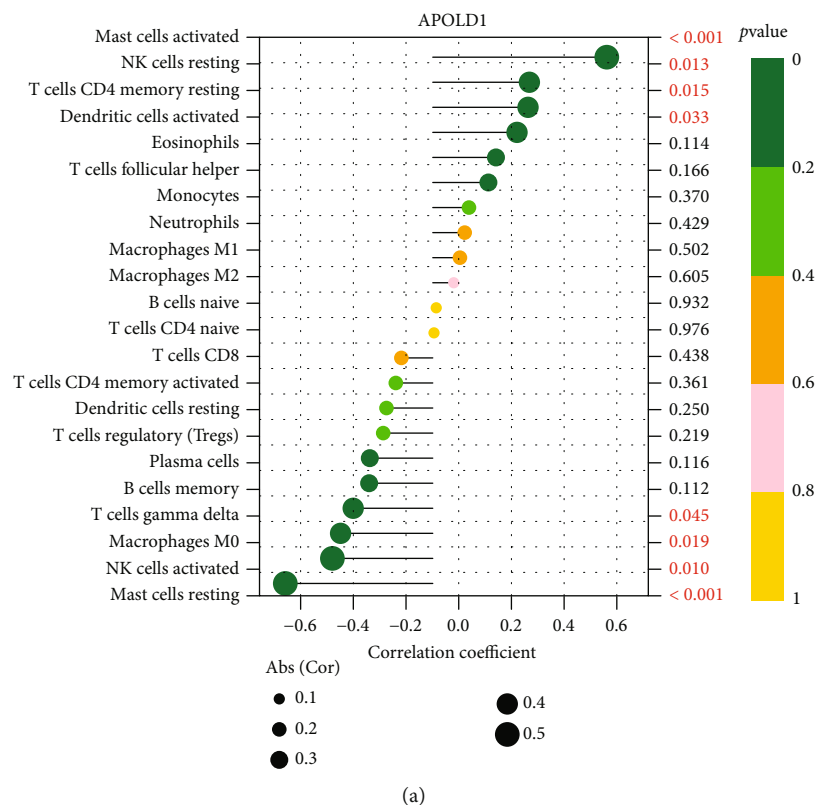 APOLD1
Mast cells activated < 0.001
NK cells resting 0.013
T cells CD4 memory resting 0.015
Dendritic cells activated 0.033
Eosinophils 0.114
T cells follicular helper 0.166
Monocytes 0.370
Neutrophils 0.429
Macrophages M1 0.502
Macrophages M2 0.605
B cells naive 0.932
T cells CD4 naive 0.976
T cells CD8 0.438
T cells CD4 memory activated 0.361
Dendritic cells resting 0.250
T cells regulatory (Tregs) 0.219
Plasma cells 0.116
B cells memory 0.112
T cells gamma delta 0.045
Macrophages M0 0.019
NK cells activated 0.010
Mast cells resting < 0.001
−0.6 −0.4 −0.2 0.0 0.2 0.4 0.6
Correlation coefficient
pvalue
0
0.2
0.4
0.6
0.8
1
Abs (Cor)
0.1
0.2
0.3
0.4
0.5
(a)